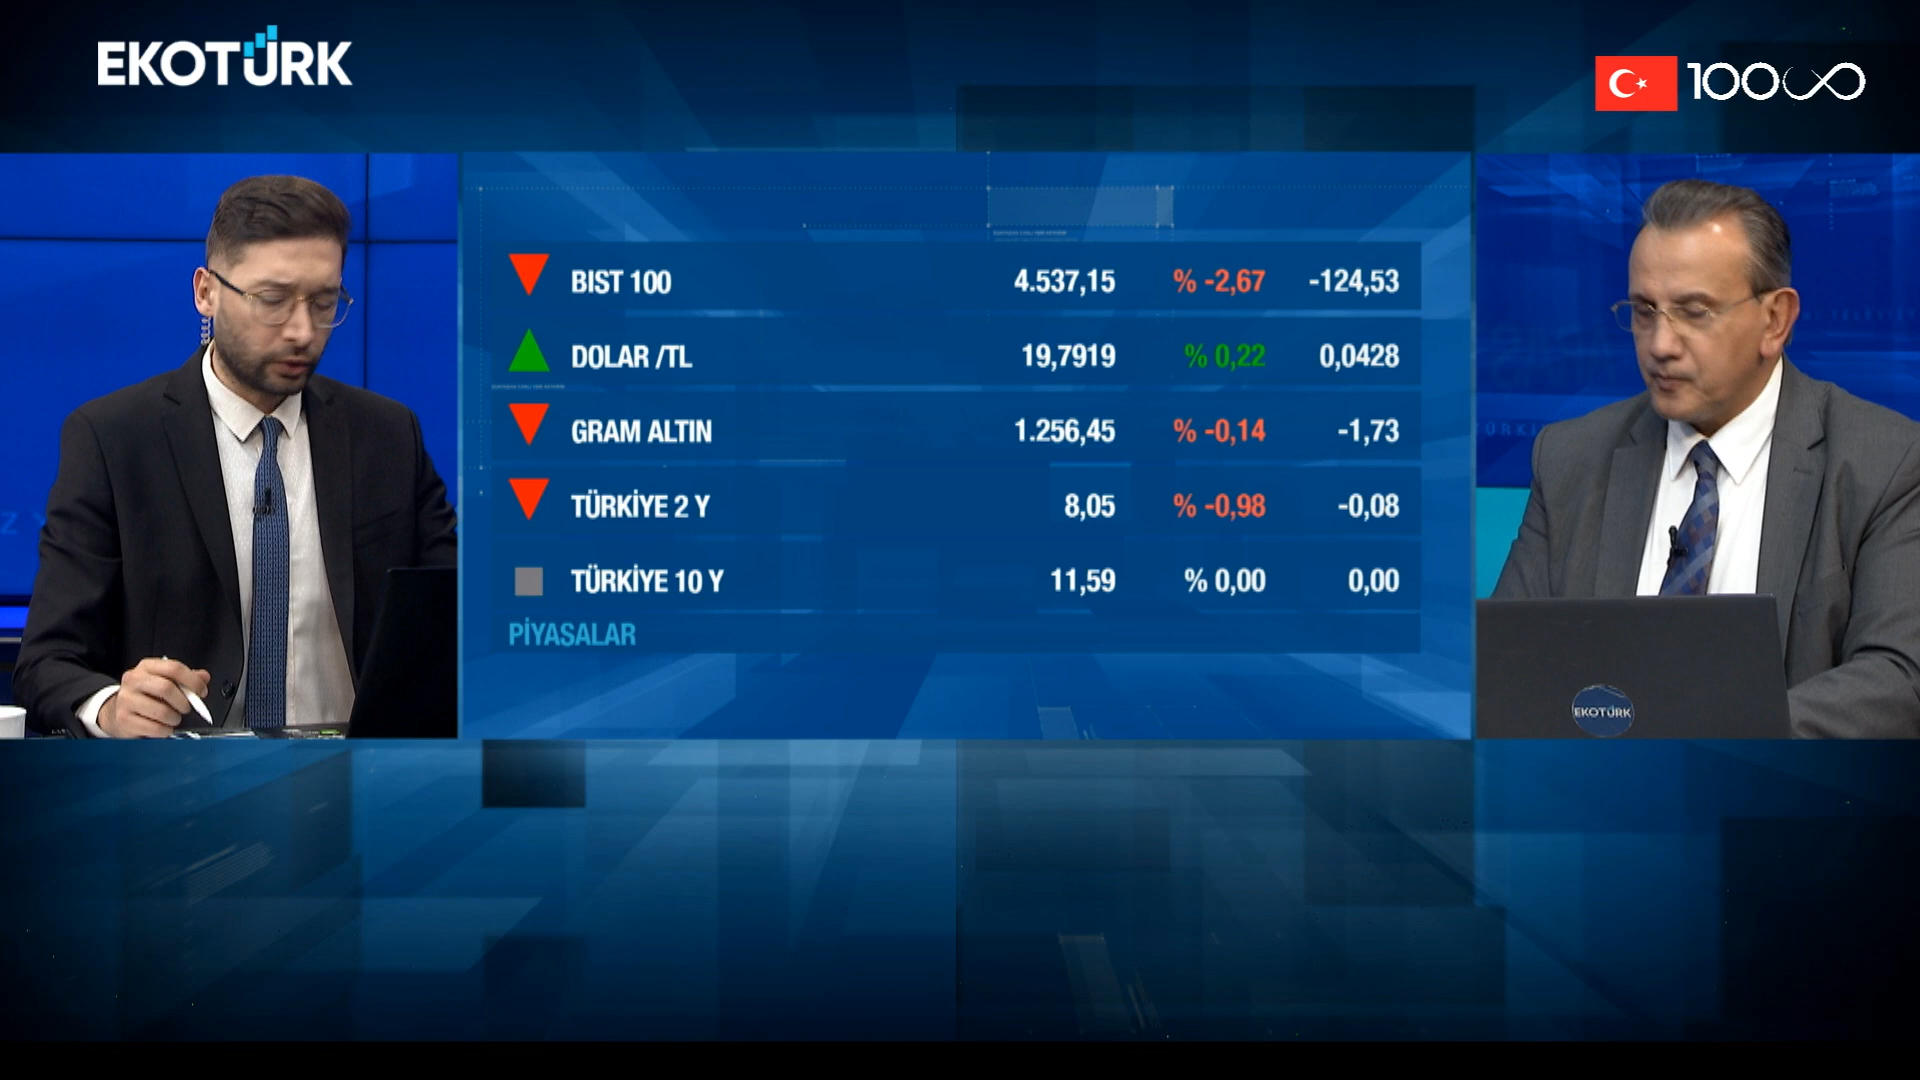 EKOTÜRK
100
BIST 100 4.537,15 % -2,67 -124,53
DOLAR /TL 19,7919 % 0,22 0,0428
GRAM ALTIN 1.256,45 % -0,14 -1,73
TÜRKİYE 2 Y 8,05 % -0,98 -0,08
TÜRKİYE 10 Y 11,59 % 0,00 0,00
PİYASALAR
EKOTÜRK